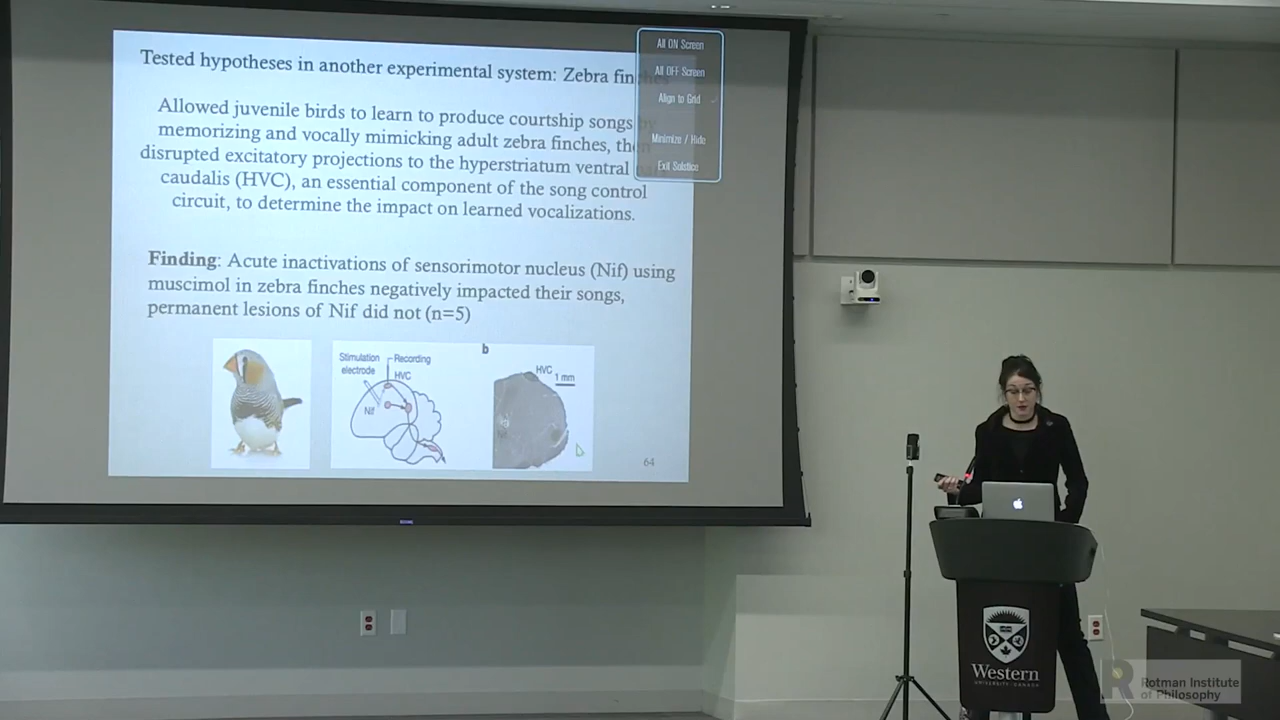 Tested hypotheses in another experimental system: Zebra fin
Allowed juvenile birds to learn to produce courtship songs
memorizing and vocally mimicking adult zebra finches,
disrupted excitatory projections to the hyperstriatum ventral
caudalis (HVC), an essential component of the song control
circuit, to determine the impact on learned vocalizations.
Finding: Acute inactivations of sensorimotor nucleus (Nif) using
muscimol in zebra finches negatively impacted their songs,
permanent lesions of Nif did not (n=5)
Stimulation
electrode
Recording
HVC
Nif
b
HVC
1 mm
64
All ON Screen
All OFF Screen
Align to Grid
Minimize / Hide
Exit Solstice
Western
UNIVERSITY · CANADA
R
Rotman Institute
of Philosophy